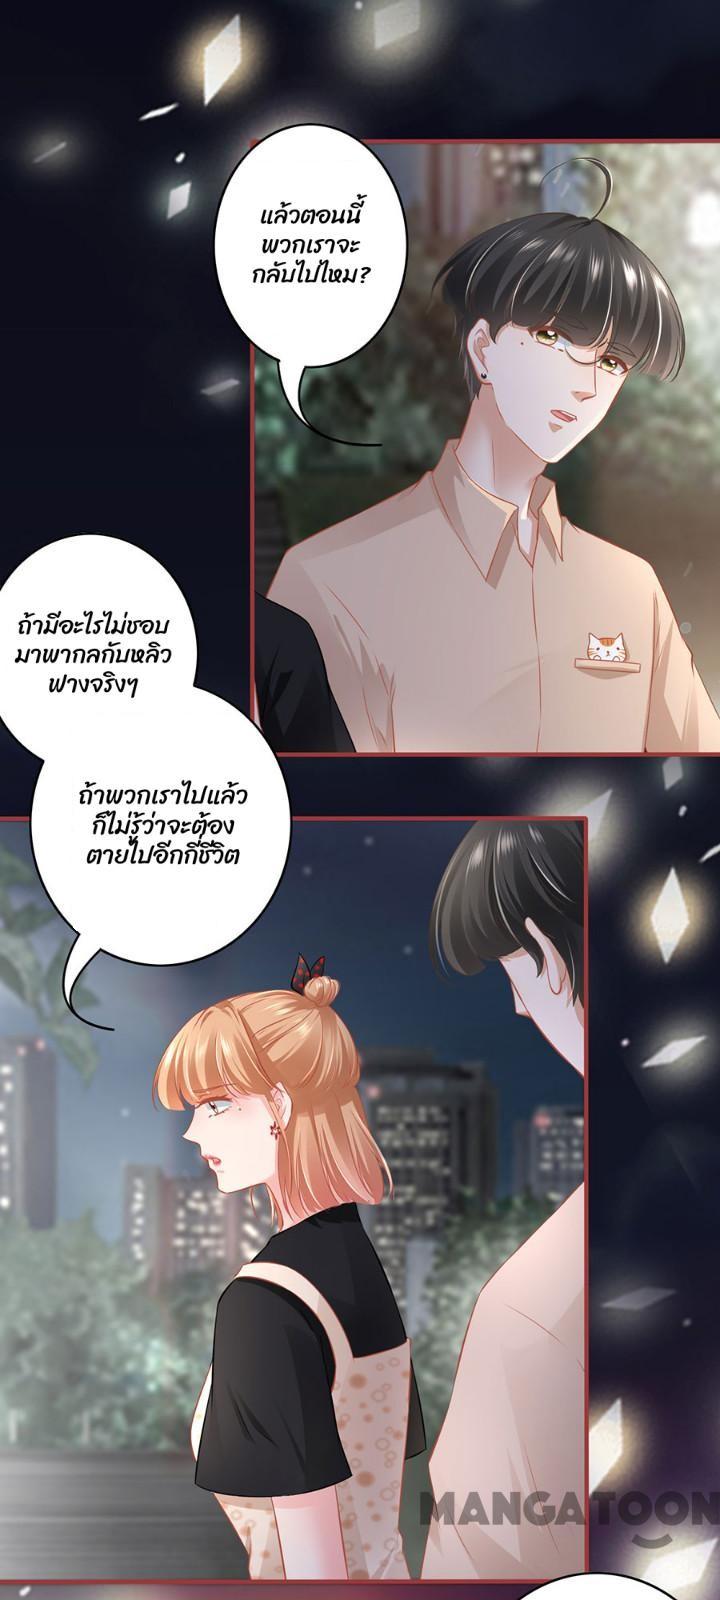 แล้วตอนนี้
พวกเราจะ
กลับไปไหม?
ถ้ามีอะไรไม่ชอบ
มาพากลกับหลิว
ฟางจริงๆ
ถ้าพวกเราไปแล้ว
ก็ไม่รู้ว่าจะต้อง
ตายไปอีกกี่ชีวิต
MANGATOON